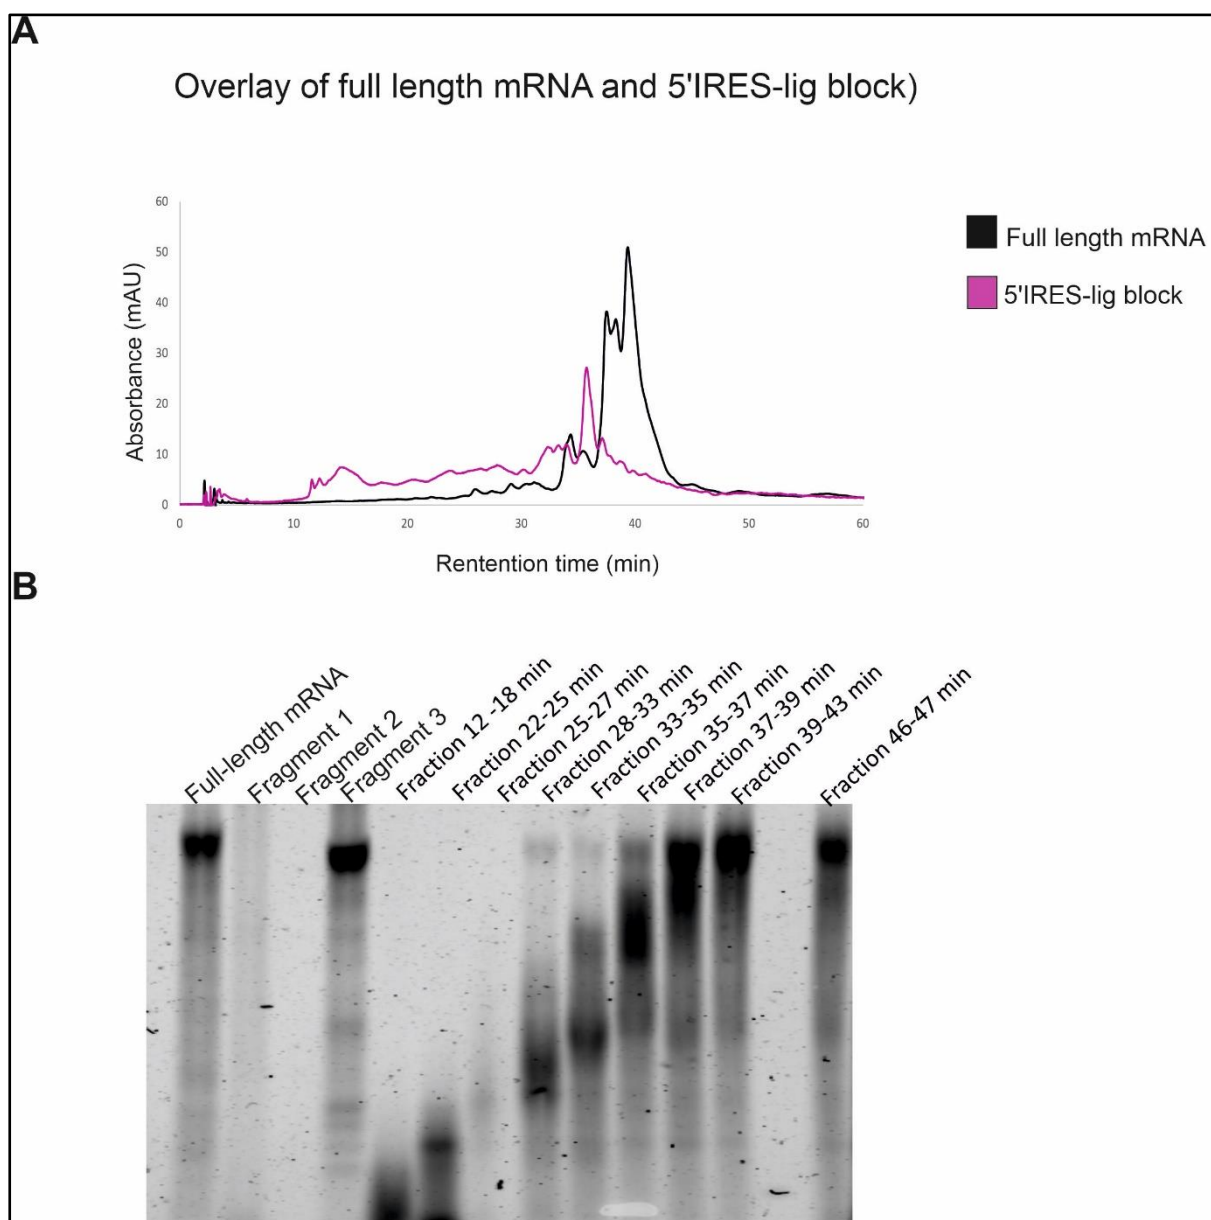 A
Overlay of full length mRNA and 5'IRES-lig block)
60
50
40
30
20
10
0
Absorbance (mAU)
0 10 20 30 40 50 60
Rentention time (min)
Full length mRNA
5'IRES-lig block
B
Full-length mRNA
Fragment 1
Fragment 2
Fragment 3
Fraction 12 -18 min
Fraction 22-25 min
Fraction 25-27 min
Fraction 28-33 min
Fraction 33-35 min
Fraction 35-37 min
Fraction 37-39 min
Fraction 39-43 min
Fraction 46-47 min